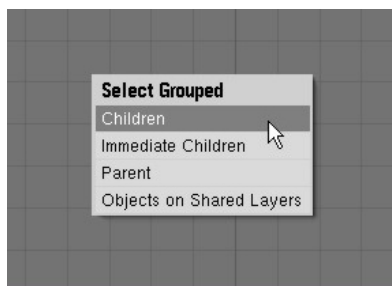 Select Grouped
Children
Immediate Children
Parent
Objects on Shared Layers